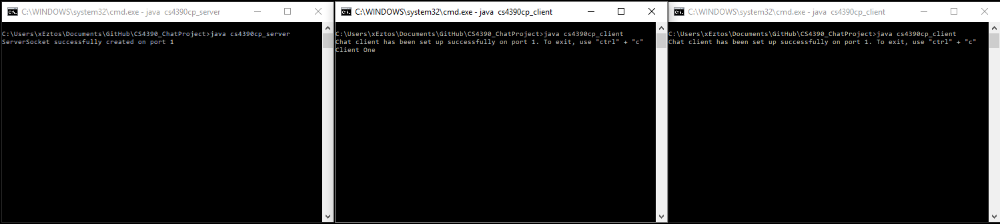 C:\WINDOWS\system32\cmd.exe - java  cs4390cp_server
C:\Users\xEztos\Documents\GitHub\CS4390_ChatProject>java cs4390cp_server
ServerSocket successfully created on port 1
C:\WINDOWS\system32\cmd.exe - java  cs4390cp_client
C:\Users\xEztos\Documents\GitHub\CS4390_ChatProject>java cs4390cp_client
Chat client has been set up successfully on port 1. To exit, use "ctrl" + "c"
Client One
C:\WINDOWS\system32\cmd.exe - java  cs4390cp_client
C:\Users\xEztos\Documents\GitHub\CS4390_ChatProject>java cs4390cp_client
Chat client has been set up successfully on port 1. To exit, use "ctrl" + "c"